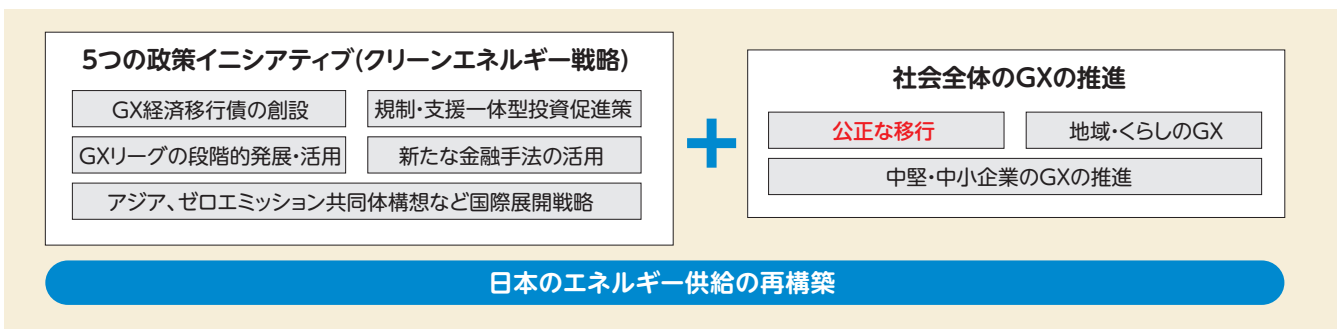 5つの政策イニシアティブ(クリーンエネルギー戦略)
GX経済移行債の創設
規制・支援一体型投資促進策
GXリーグの段階的発展・活用
新たな金融手法の活用
アジア、ゼロエミッション共同体構想など国際展開戦略
+
社会全体のGXの推進
公正な移行
地域・くらしのGX
中堅・中小企業のGXの推進
日本のエネルギー供給の再構築